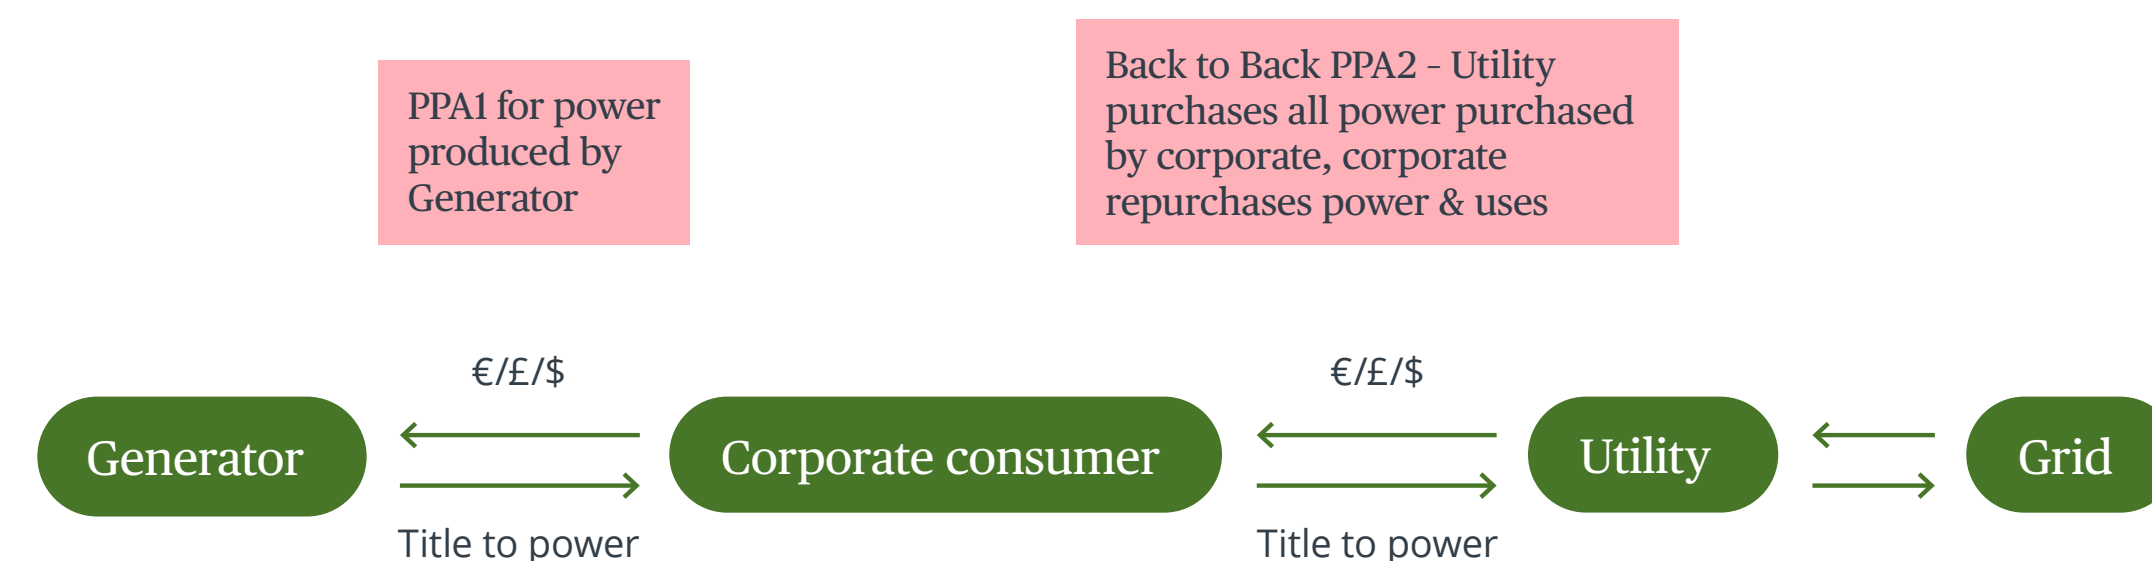 PPA1 for power
produced by
Generator
Back to Back PPA2 - Utility
purchases all power purchased
by corporate, corporate
repurchases power & uses
€/£/$
€/£/$
Generator
Corporate consumer
Utility
Grid
Title to power
Title to power